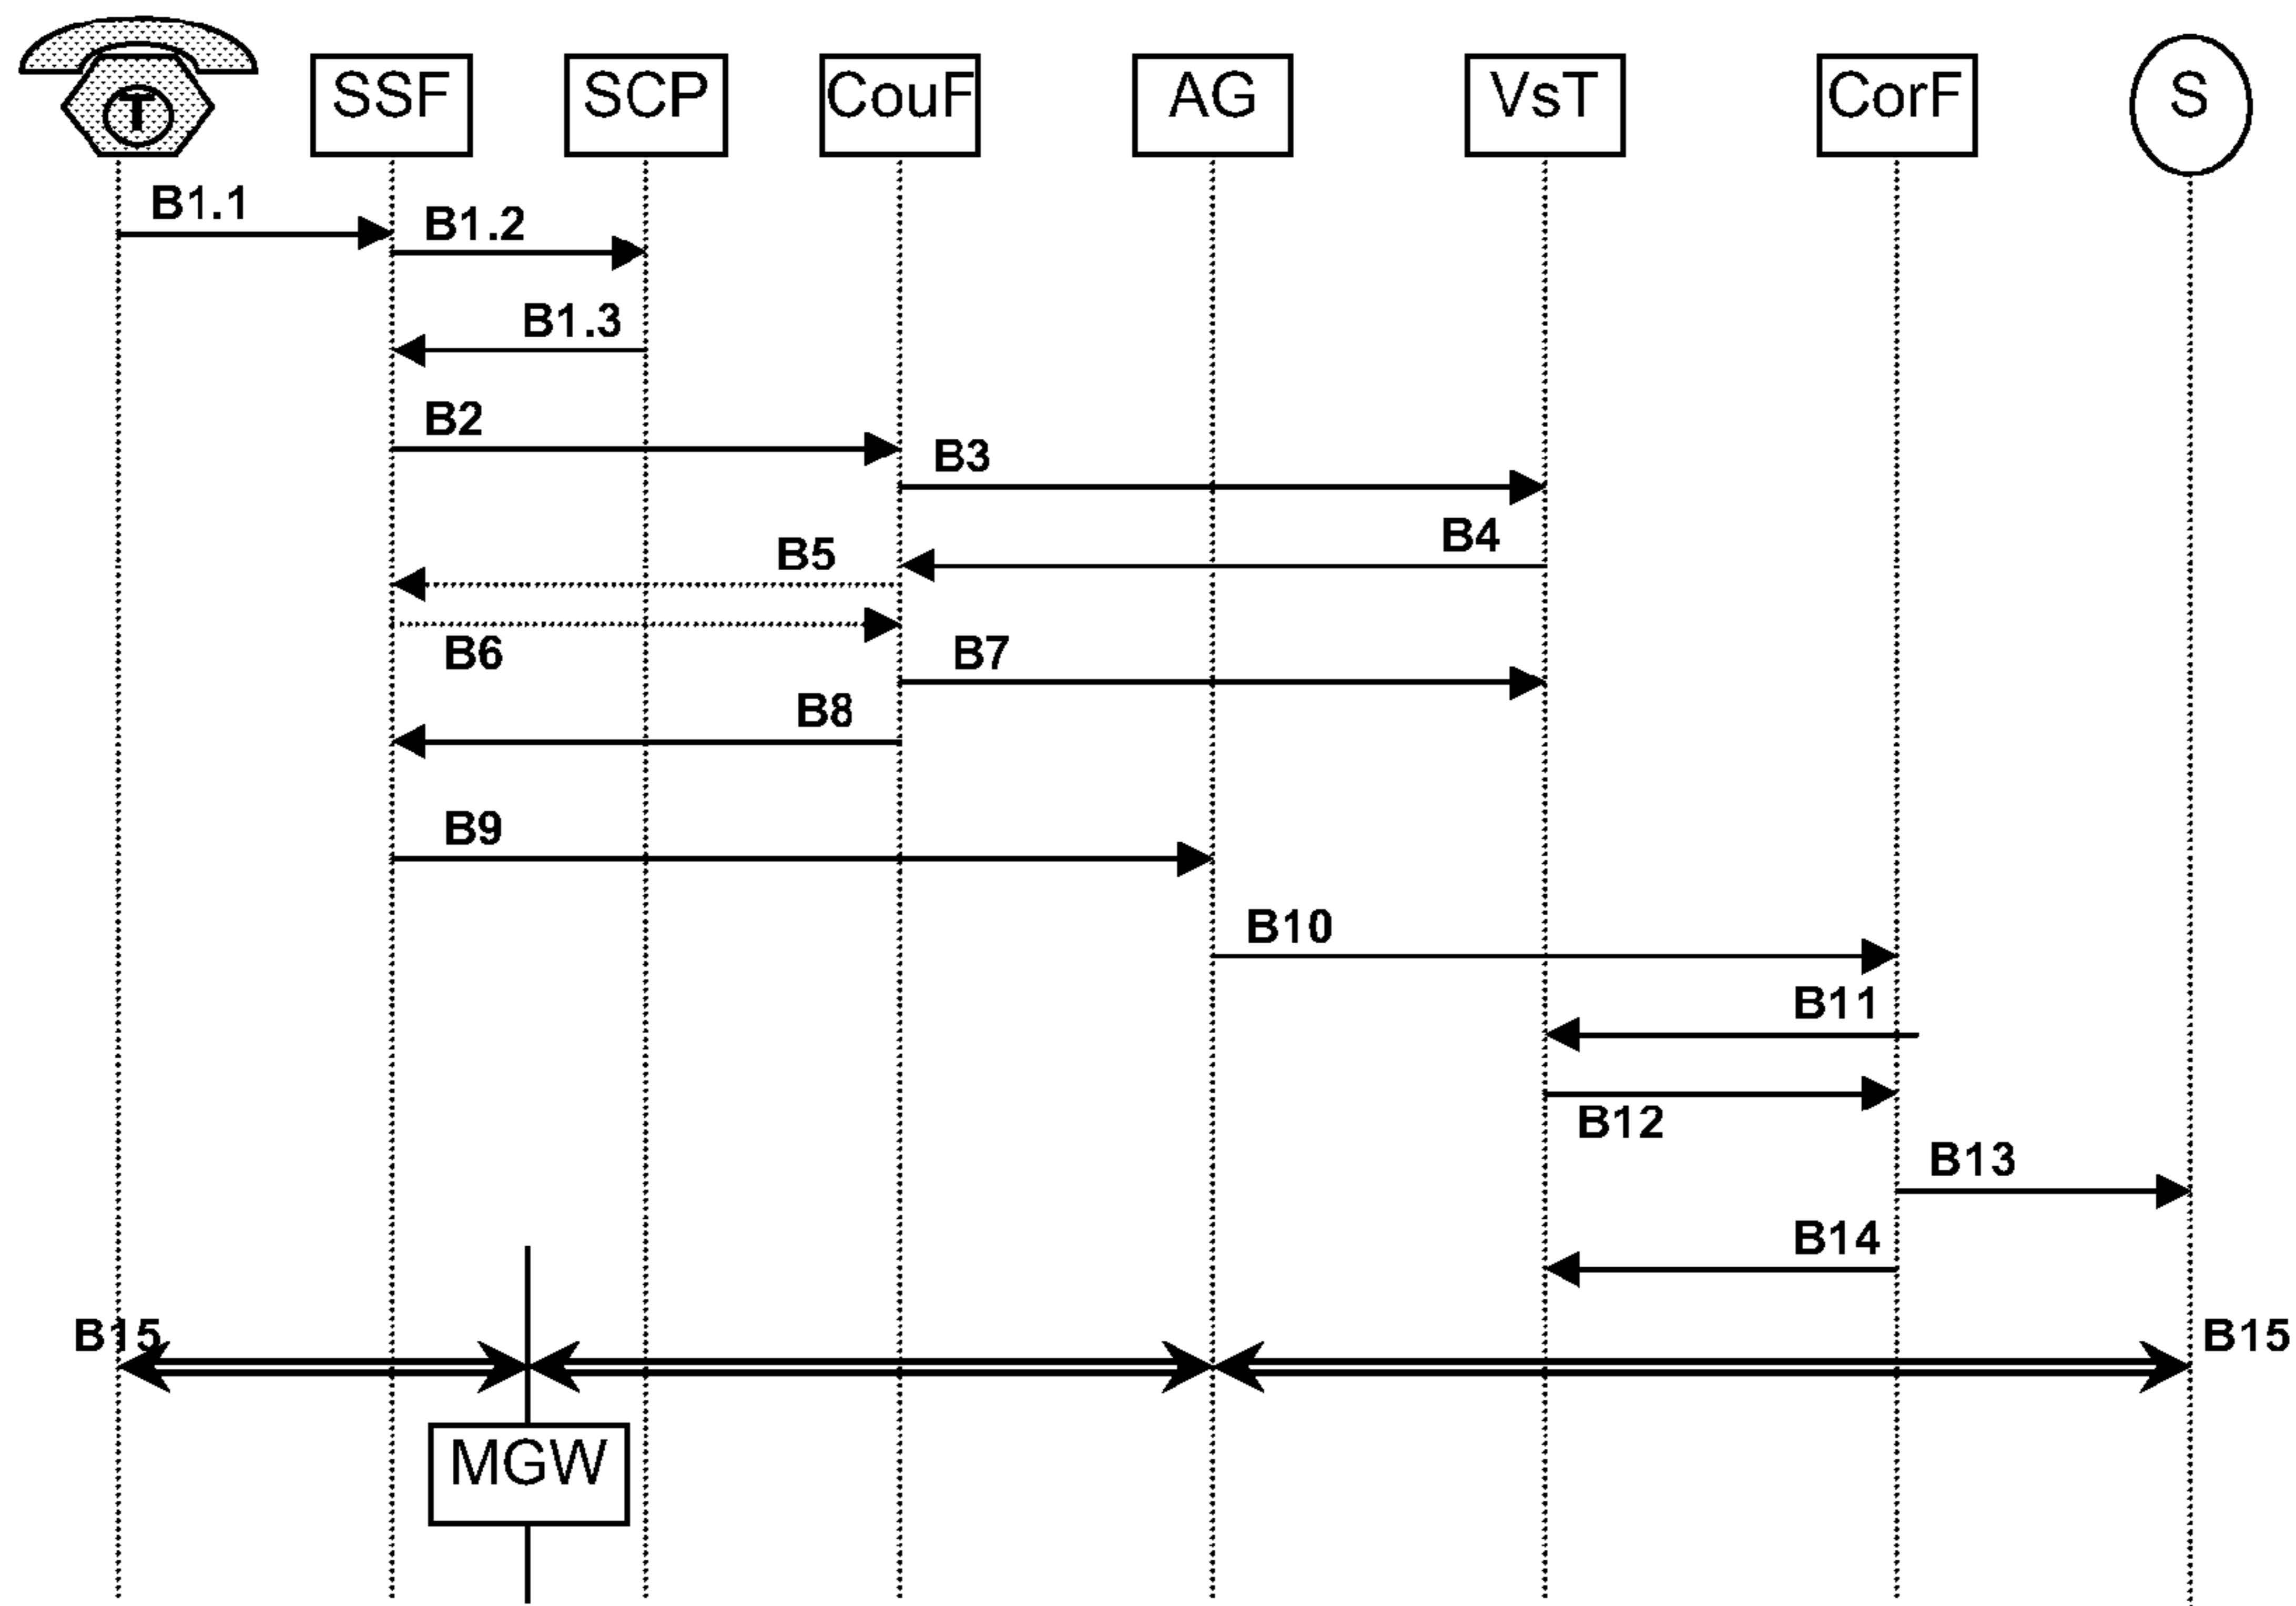 T
SSF
SCP
CouF
AG
VsT
CorF
S
B1.1
B1.2
B1.3
B2
B3
B4
B5
B6
B7
B8
B9
B10
B11
B12
B13
B14
B15
B15
MGW